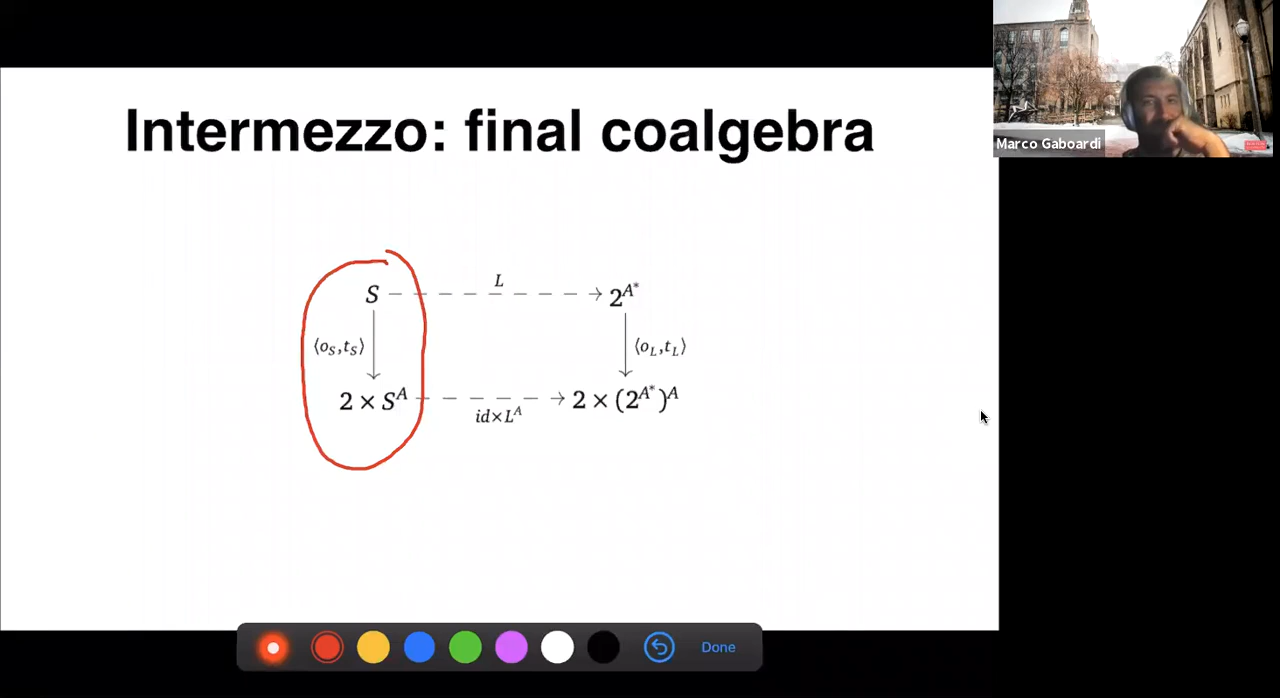 Intermezzo: final coalgebra
S
L
2^{A^*}
⟨o_S,t_S⟩
⟨o_L,t_L⟩
2 × S^A
id×L^A
2 × (2^{A^*})^A
Marco Gaboardi
Done